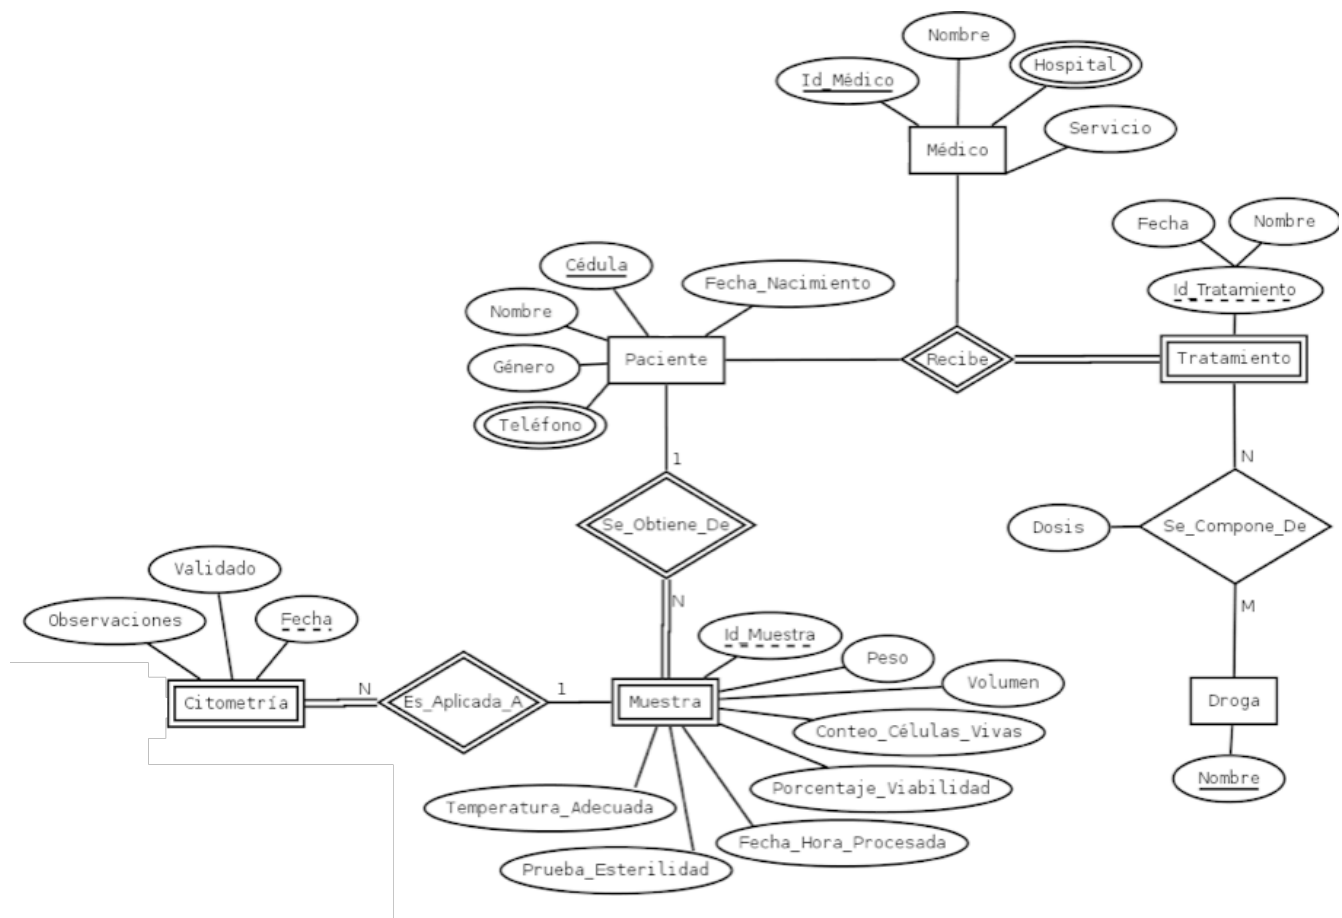 Nombre
Hospital
Id_Médico
Servicio
Médico
Fecha
Nombre
Cédula
Fecha_Nacimiento
Id_Tratamiento
Nombre
Paciente
Recibe
Tratamiento
Género
Teléfono
1
N
Se_Obtiene_De
Dosis
Se_Compone_De
Validado
N
M
Observaciones
Fecha
Id_Muestra
Peso
Volumen
N
1
Citometría
Es_Aplicada_A
Muestra
Droga
Conteo_Células_Vivas
Nombre
Porcentaje_Viabilidad
Temperatura_Adecuada
Fecha_Hora_Procesada
Prueba_Esterilidad